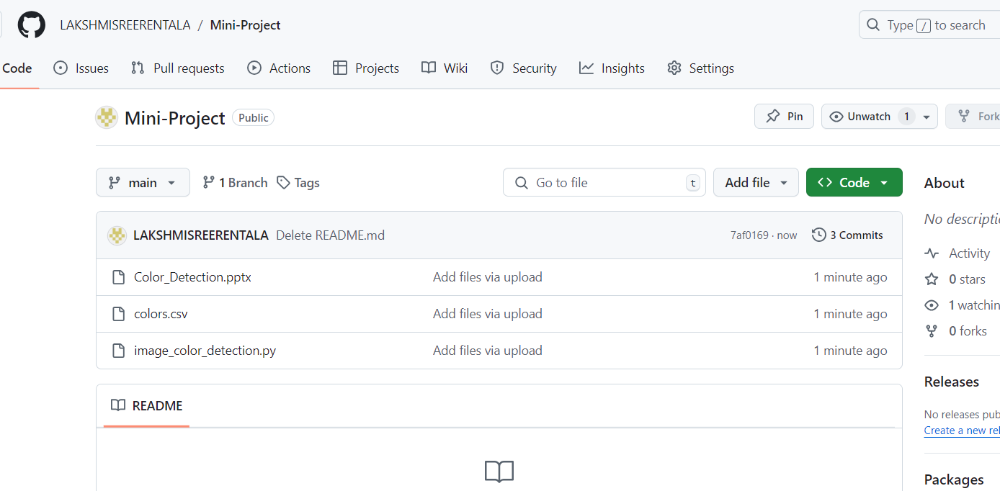 LAKSHMISREERENTALA / Mini-Project
Type / to search
Code Issues Pull requests Actions Projects Wiki Security Insights Settings
Mini-Project Public
Pin Unwatch 1 Fork
main 1 Branch Tags
Go to file t Add file Code
LAKSHMISREERENTALA Delete README.md 7af0169 · now 3 Commits
Color_Detection.pptx Add files via upload 1 minute ago
colors.csv Add files via upload 1 minute ago
image_color_detection.py Add files via upload 1 minute ago
README
About
No descripti
Activity
0 stars
1 watchin
0 forks
Releases
No releases pub
Create a new rel
Packages